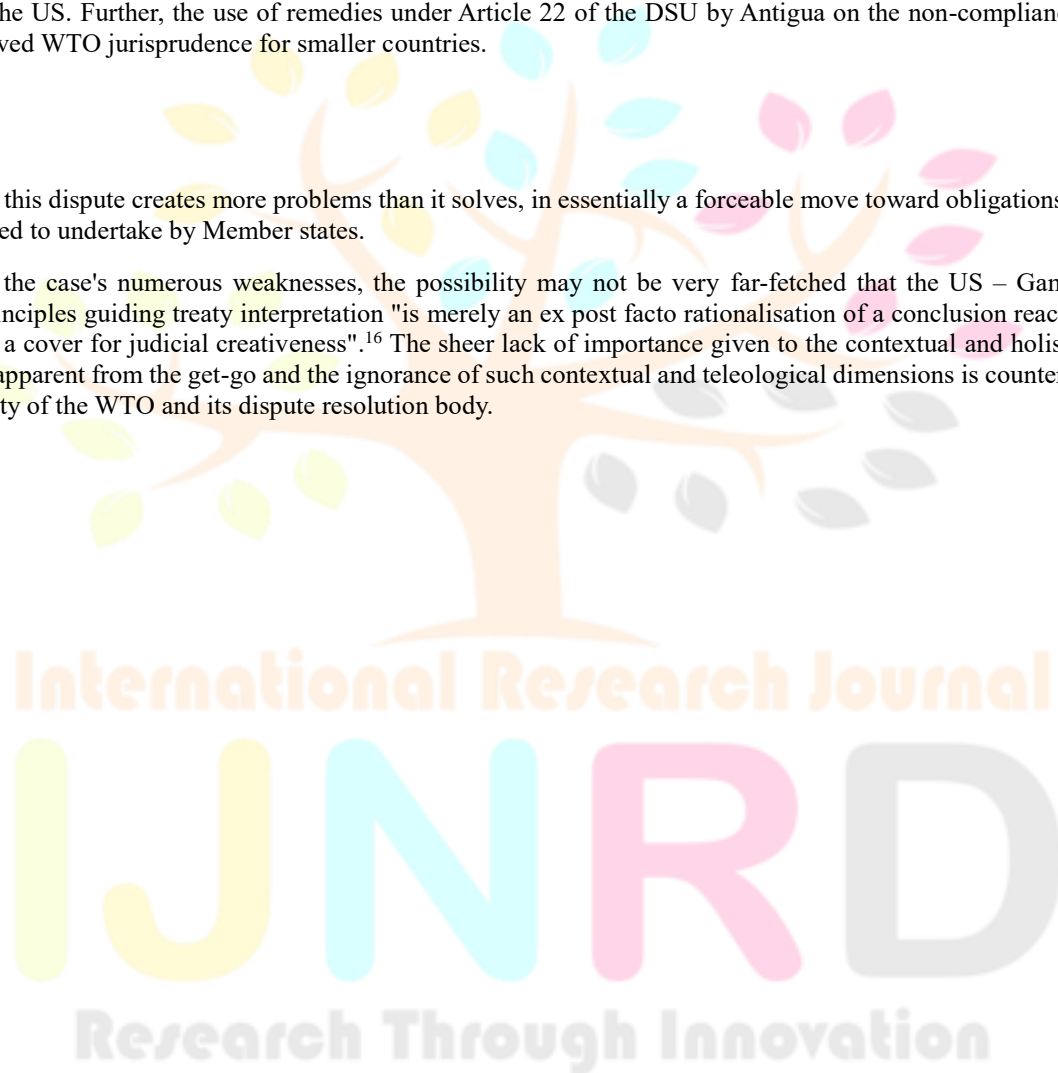 he US. Further, the use of remedies under Article 22 of the DSU by Antigua on the non-complianc
ved WTO jurisprudence for smaller countries.
this dispute creates more problems than it solves, in essentially a forceable move toward obligations
ed to undertake by Member states.
the case's numerous weaknesses, the possibility may not be very far-fetched that the US – Gam
inciples guiding treaty interpretation "is merely an ex post facto rationalisation of a conclusion reac
a cover for judicial creativeness".16 The sheer lack of importance given to the contextual and holis
apparent from the get-go and the ignorance of such contextual and teleological dimensions is counte
ty of the WTO and its dispute resolution body.
International Research Journal
IJNRD
Research Through Innovation